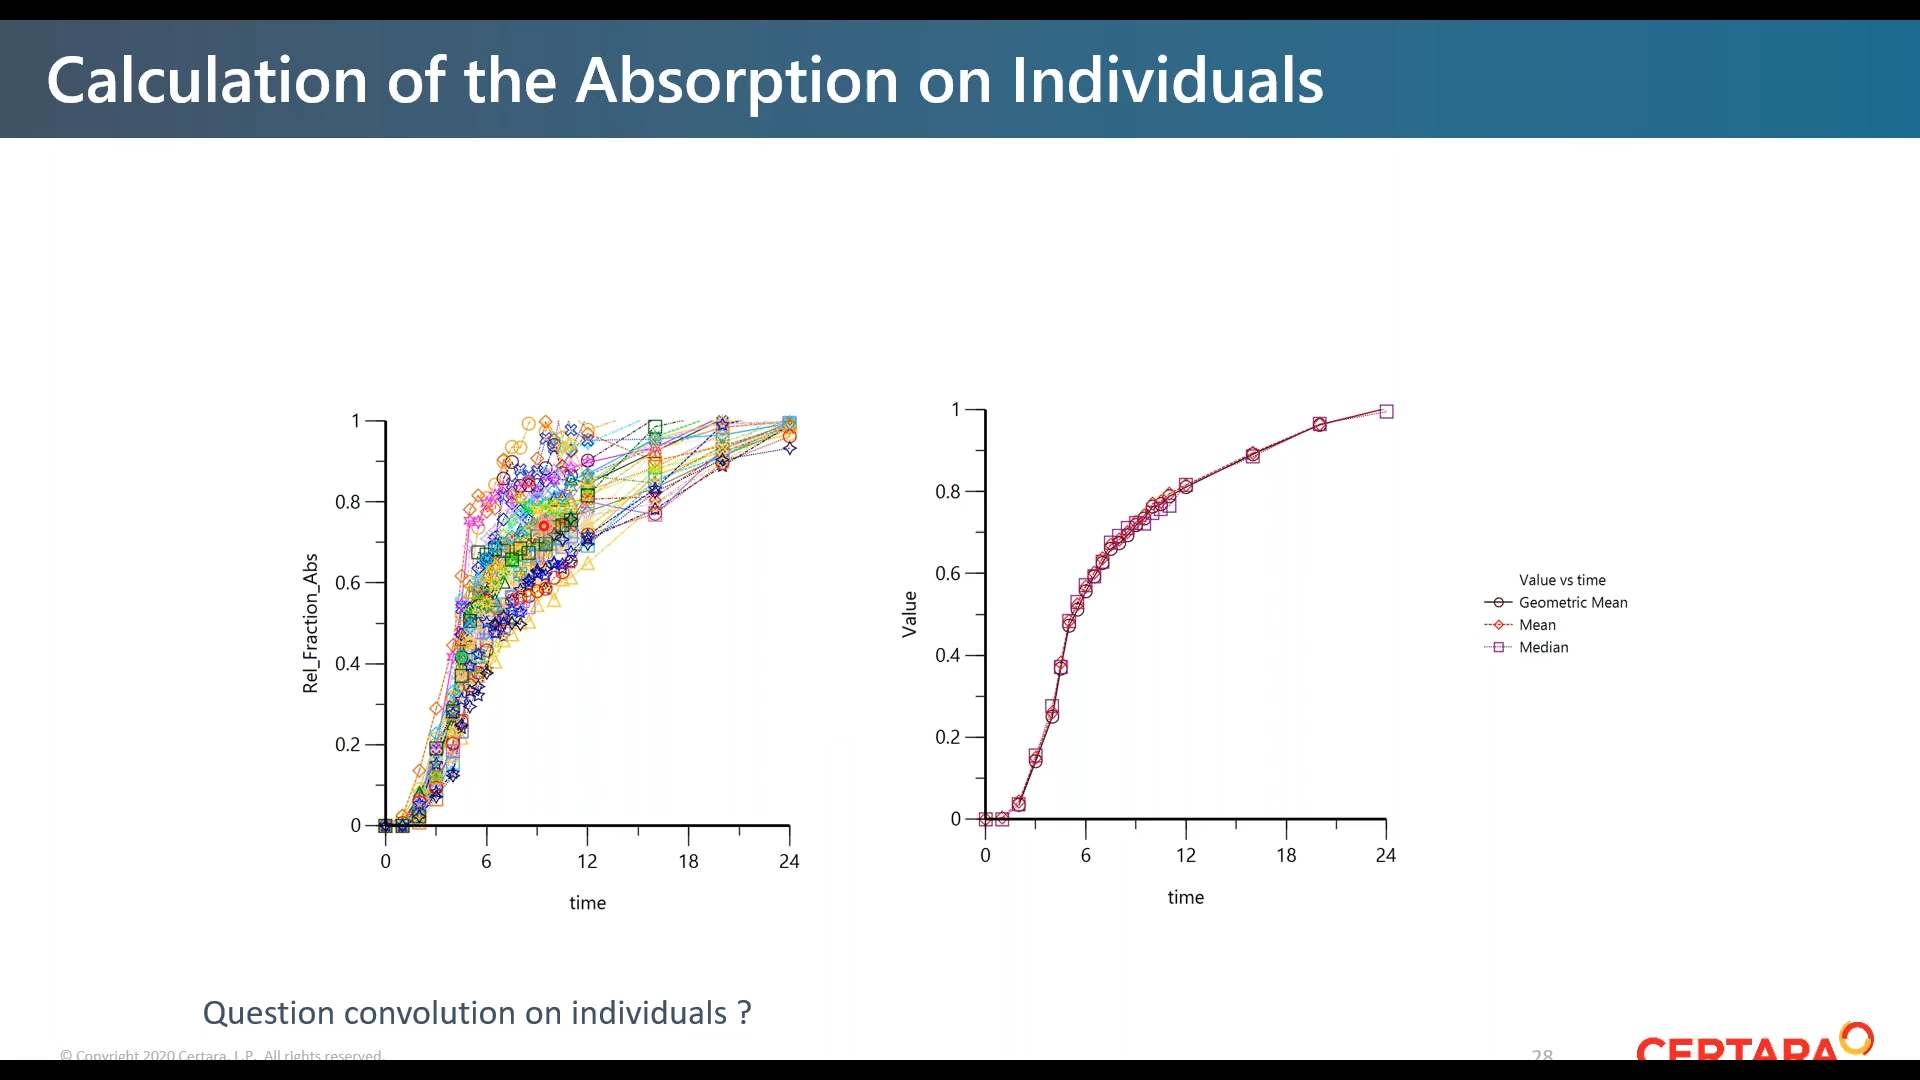 Calculation of the Absorption on Individuals
1
0.8
0.6
0.4
0.2
0
Rel_Fraction_Abs
0 6 12 18 24
time
1
0.8
0.6
0.4
0.2
0
Value
0 6 12 18 24
time
Value vs time
Geometric Mean
Mean
Median
Question convolution on individuals ?
© Copyright 2020 Certara, L.P. All rights reserved.
28
CERTARA